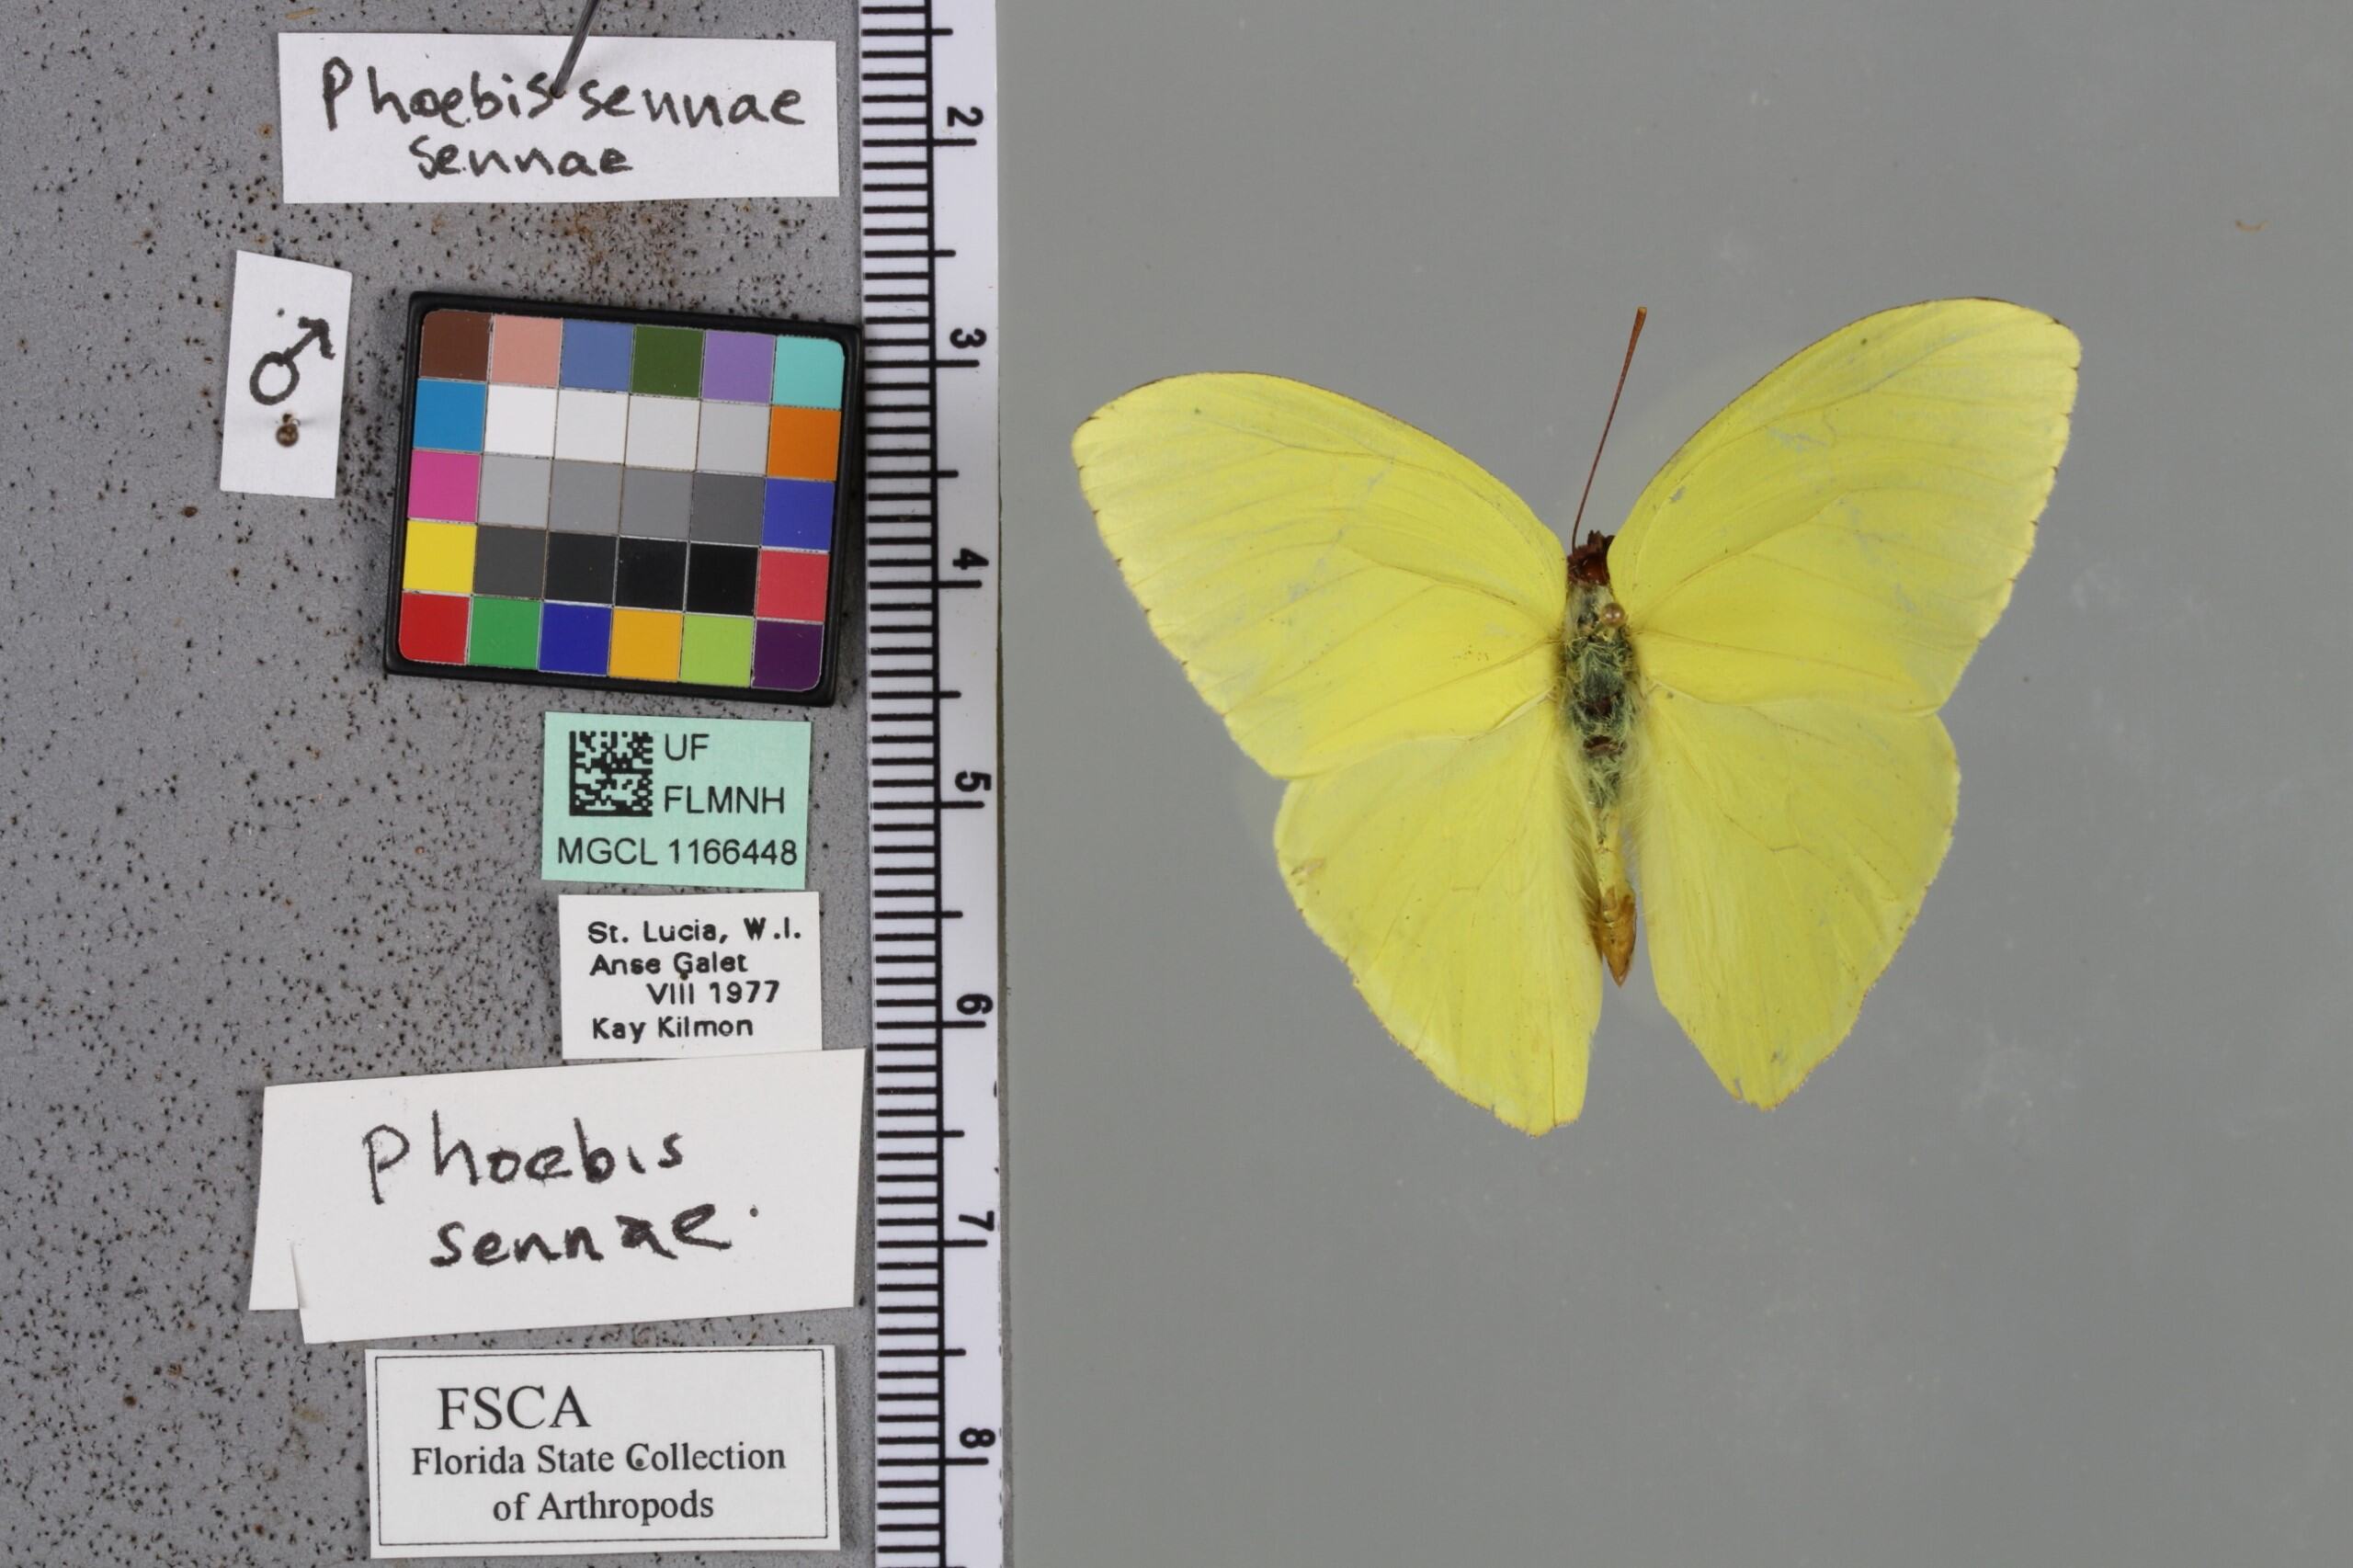 Phoebis sennae
sennae
♂
UF
FLMNH
MGCL 1166448
St. Lucia, W.I.
Anse Galet
VIII 1977
Kay Kilmon
Phoebis
sennae.
FSCA
Florida State Collection
of Arthropods
2
3
4
5
6
7
8